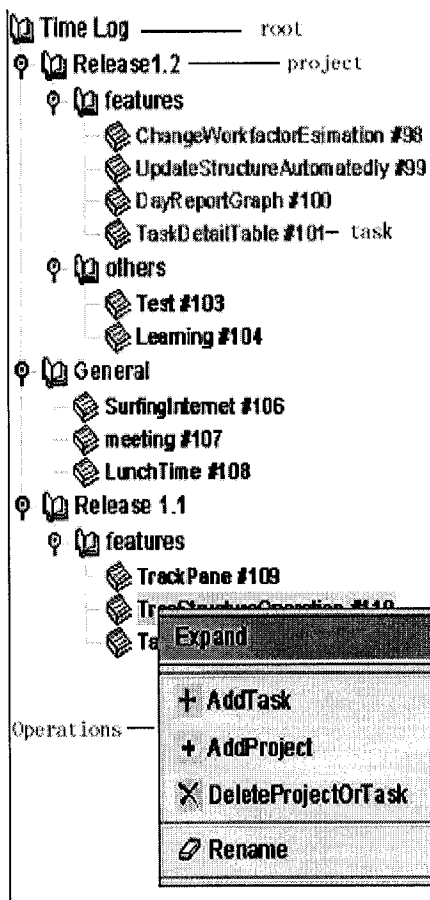 Time Log root
Release1.2 project
features
ChangeWorkfactorEsimation #98
UpdateStructureAutomatedly #99
DayReportGraph #100
TaskDetailTable #101 task
others
Test #103
Learning #104
General
SurfingInternet #106
meeting #107
LunchTime #108
Release 1.1
features
TrackPane #109
TreeStructureOperation #110
Expand
AddTask
Operations
AddProject
DeleteProjectOrTask
Rename